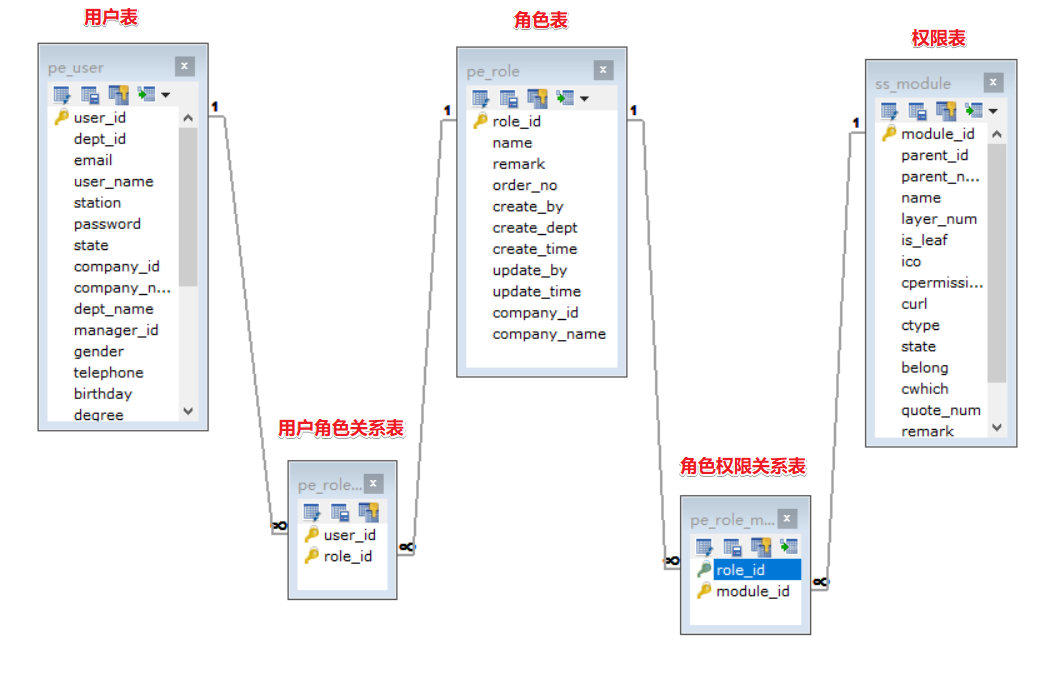 用户表
pe_user
user_id
dept_id
email
user_name
station
password
state
company_id
company_n...
dept_name
manager_id
gender
telephone
birthday
degree
1
角色表
pe_role
role_id
name
remark
order_no
create_by
create_dept
create_time
update_by
update_time
company_id
company_name
1
1
权限表
ss_module
module_id
parent_id
parent_n...
name
layer_num
is_leaf
ico
cpermissi...
curl
ctype
state
belong
cwhich
quote_num
remark
1
用户角色关系表
pe_role...
user_id
role_id
∞
∞
角色权限关系表
pe_role_m...
role_id
module_id
∞
∞